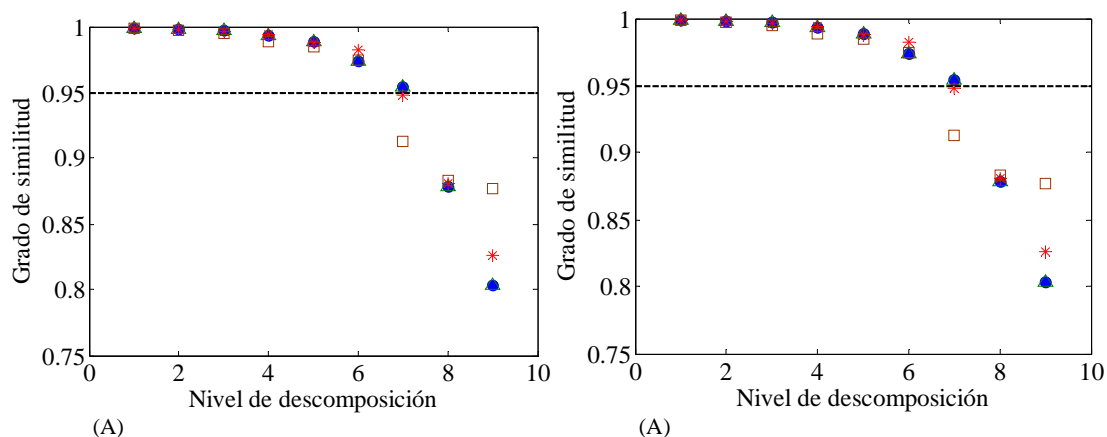 1
0.95
0.9
0.85
0.8
0.75
0 2 4 6 8 10
Grado de similitud
Nivel de descomposición
(A)
1
0.95
0.9
0.85
0.8
0.75
0 2 4 6 8 10
Grado de similitud
Nivel de descomposición
(A)